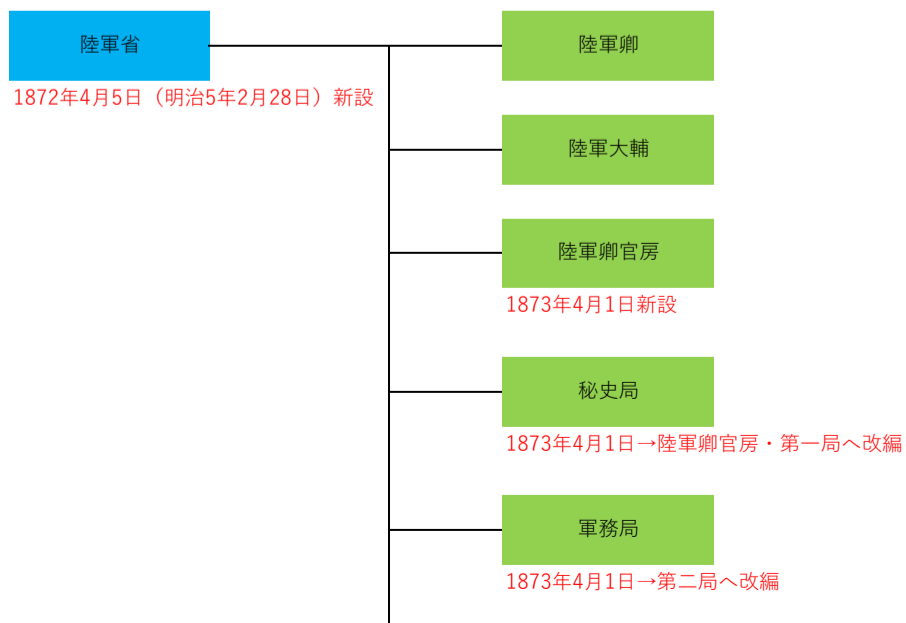 陸軍省
1872年4月5日（明治5年2月28日）新設
陸軍卿
陸軍大輔
陸軍卿官房
1873年4月1日新設
秘史局
1873年4月1日→陸軍卿官房・第一局へ改編
軍務局
1873年4月1日→第二局へ改編